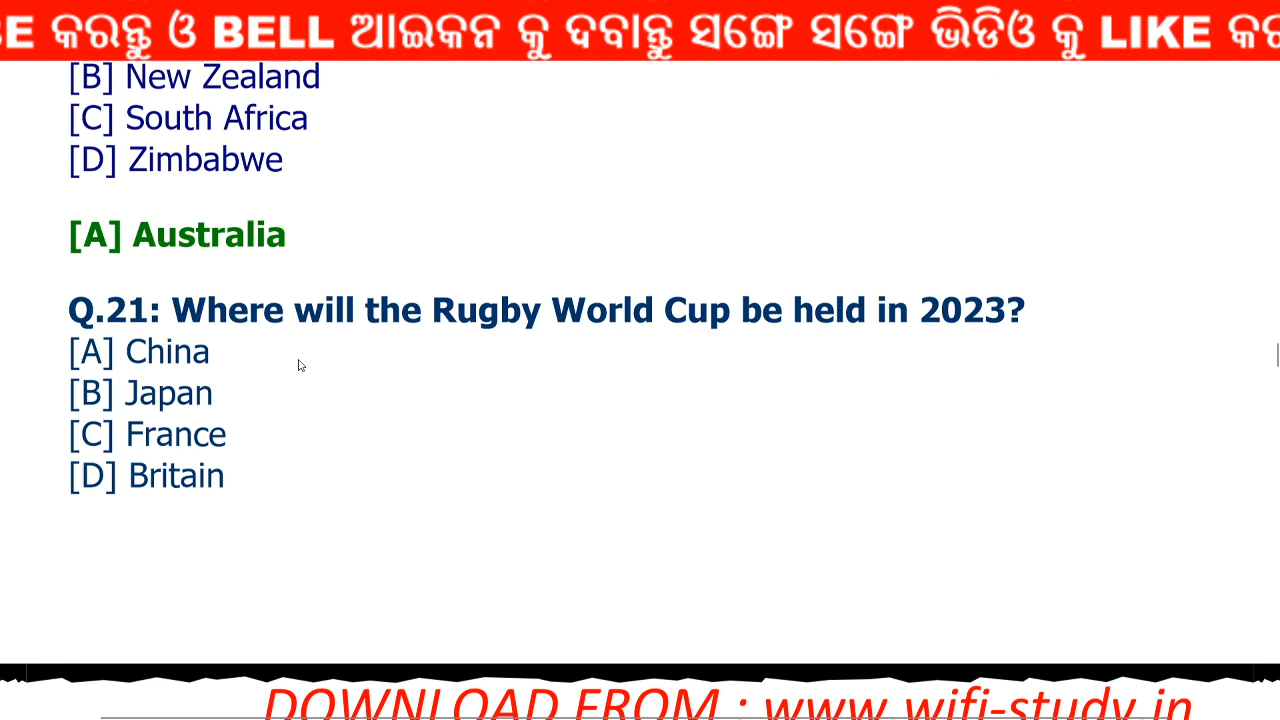 BE କରନ୍ତୁ ଓ BELL ଆଇକନ କୁ ଦବାନ୍ତୁ ସଙ୍ଗେ ସଙ୍ଗେ ଭିଡିଓ କୁ LIKE
[B] New Zealand
[C] South Africa
[D] Zimbabwe
[A] Australia
Q.21: Where will the Rugby World Cup be held in 2023?
[A] China
[B] Japan
[C] France
[D] Britain
DOWNLOAD FROM : www.wifi-study.in